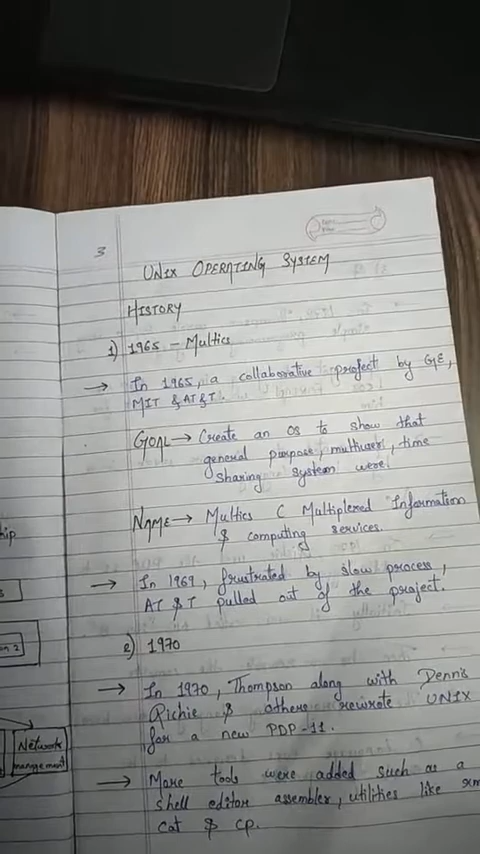 3
UNIX OPERATING SYSTEM
HISTORY
1) 1965 - Multics
→ In 1965, a collaborative project by GE,
MIT & AT&T.
GOAL → Create an OS to show that
general purpose, multiuser, time
sharing system were
NAME → Multics C Multiplexed Information
& computing services.
→ In 1969, frustrated by slow process,
AT&T pulled out of the project.
2) 1970
→ In 1970, Thompson along with Dennis
Richie & others rewrote UNIX
for a new PDP-11.
→ More tools were added such as a
shell editor assembler, utilities like rm
cat & cp.
hip
s
on 2
Network
management